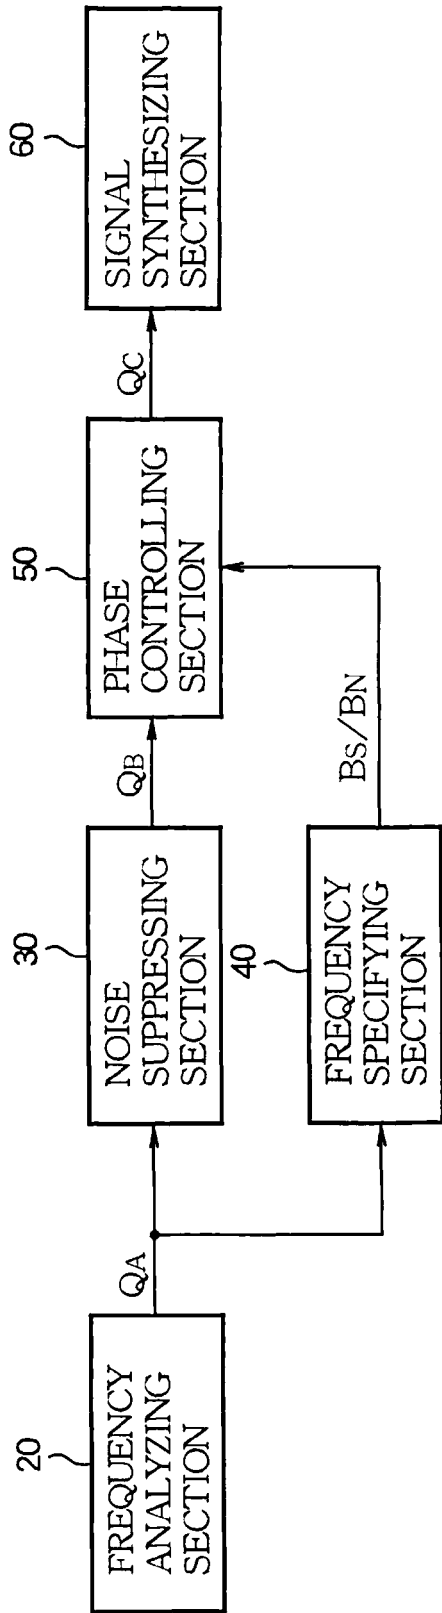 20
FREQUENCY
ANALYZING
SECTION
QA
30
NOISE
SUPPRESSING
SECTION
40
FREQUENCY
SPECIFYING
SECTION
QB
BS/BN
50
PHASE
CONTROLLING
SECTION
QC
60
SIGNAL
SYNTHESIZING
SECTION